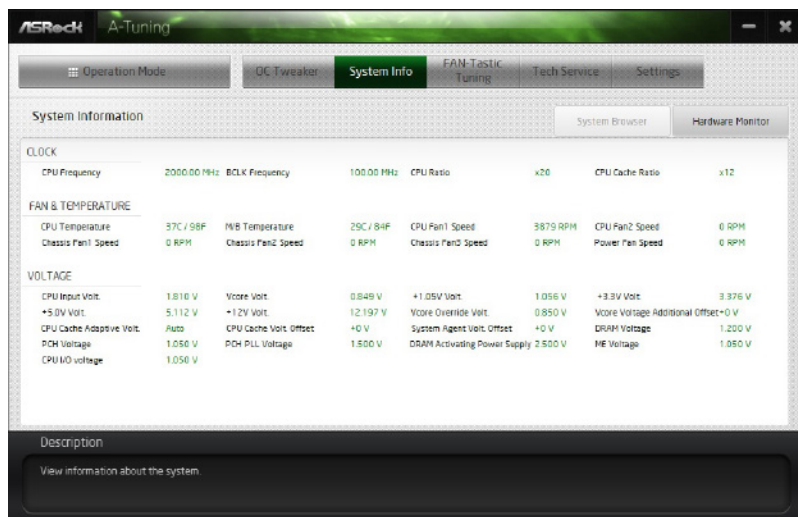 ASRock A-Tuning
Operation Mode OC Tweaker System Info FAN-Tastic Tuning Tech Service Settings
System Information System Browser Hardware Monitor
CLOCK
CPU Frequency 2000.00 MHz BCLK Frequency 100.00 MHz CPU Ratio x20 CPU Cache Ratio x12
FAN & TEMPERATURE
CPU Temperature 37C / 98F M/B Temperature 29C / 84F CPU Fan1 Speed 3879 RPM CPU Fan2 Speed 0 RPM
Chassis Fan1 Speed 0 RPM Chassis Fan2 Speed 0 RPM Chassis Fan3 Speed 0 RPM Power Fan Speed 0 RPM
VOLTAGE
CPU Input Volt. 1.810 V Vcore Volt. 0.849 V +1.05V Volt. 1.056 V +3.3V Volt. 3.376 V
+5.0V Volt. 5.112 V +12V Volt. 12.197 V Vcore Override Volt. 0.850 V Vcore Voltage Additional Offset +0 V
CPU Cache Adaptive Volt. Auto CPU Cache Volt. Offset +0 V System Agent Volt. Offset +0 V DRAM Voltage 1.200 V
PCH Voltage 1.050 V PCH PLL Voltage 1.500 V DRAM Activating Power Supply 2.500 V ME Voltage 1.050 V
CPU I/O voltage 1.050 V
Description
View information about the system.